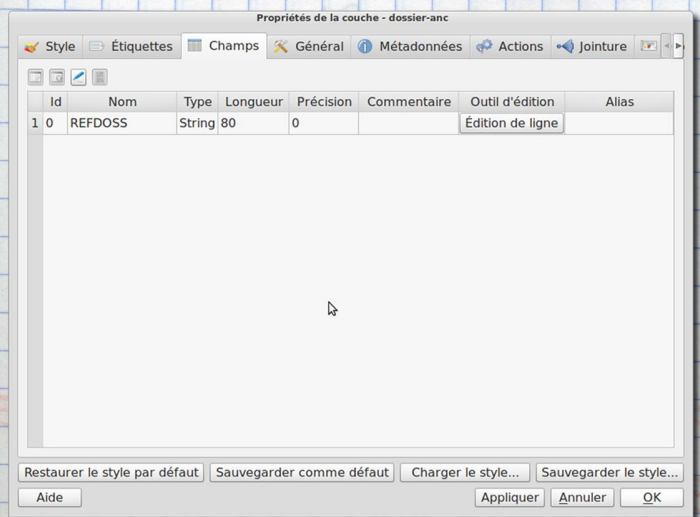 Propriétés de la couche - dossier-anc
Style Étiquettes Champs Général Métadonnées Actions Jointure
Id Nom Type Longueur Précision Commentaire Outil d'édition Alias
1 0 REFDOSS String 80 0 Édition de ligne
Restaurer le style par défaut Sauvegarder comme défaut Charger le style... Sauvegarder le style...
Aide Appliquer Annuler OK